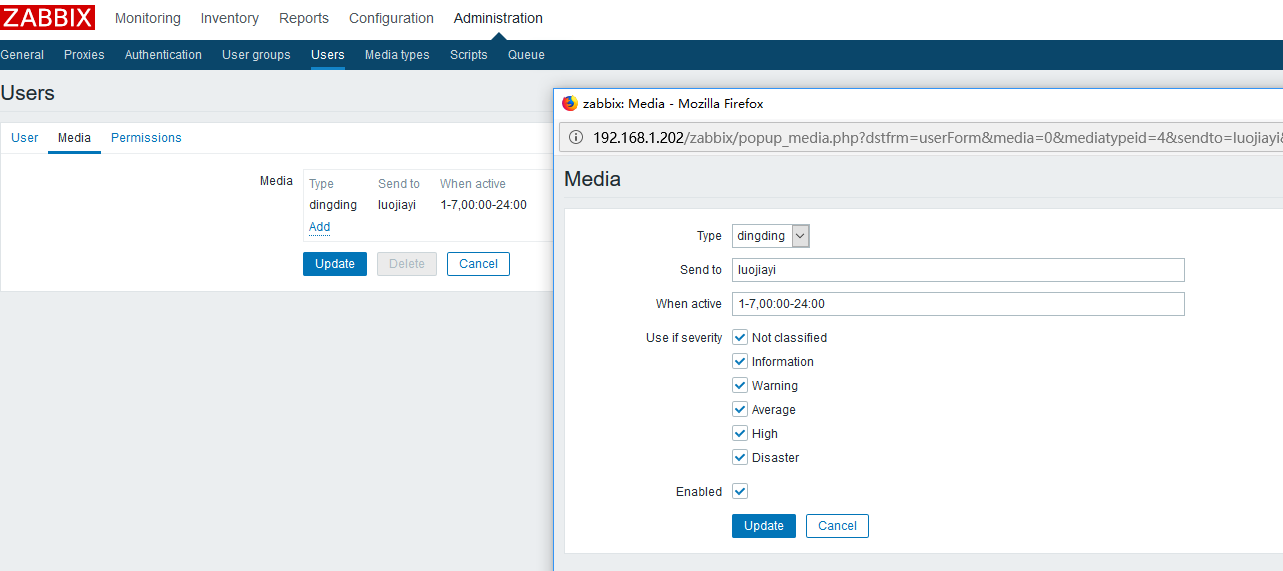 ZABBIX Monitoring Inventory Reports Configuration Administration
General Proxies Authentication User groups Users Media types Scripts Queue
Users
User Media Permissions
Media Type Send to When active
dingding luojiayi 1-7,00:00-24:00
Add
Update Delete Cancel
zabbix: Media - Mozilla Firefox
192.168.1.202/zabbix/popup_media.php?dstfrm=userForm&media=0&mediatypeid=4&sendto=luojiayi&
Media
Type dingding
Send to luojiayi
When active 1-7,00:00-24:00
Use if severity Not classified
Information
Warning
Average
High
Disaster
Enabled
Update Cancel